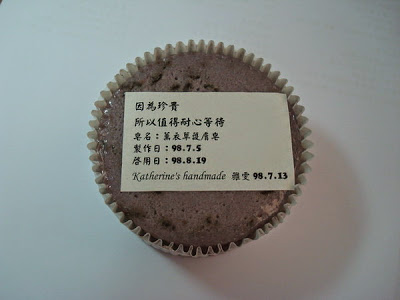 因為珍貴
所以值得耐心等待
皂名：薰衣草護膚皂
製作日：98.7.5
啓用日：98.8.19
Katherine's handmade 雅雯 98.7.13